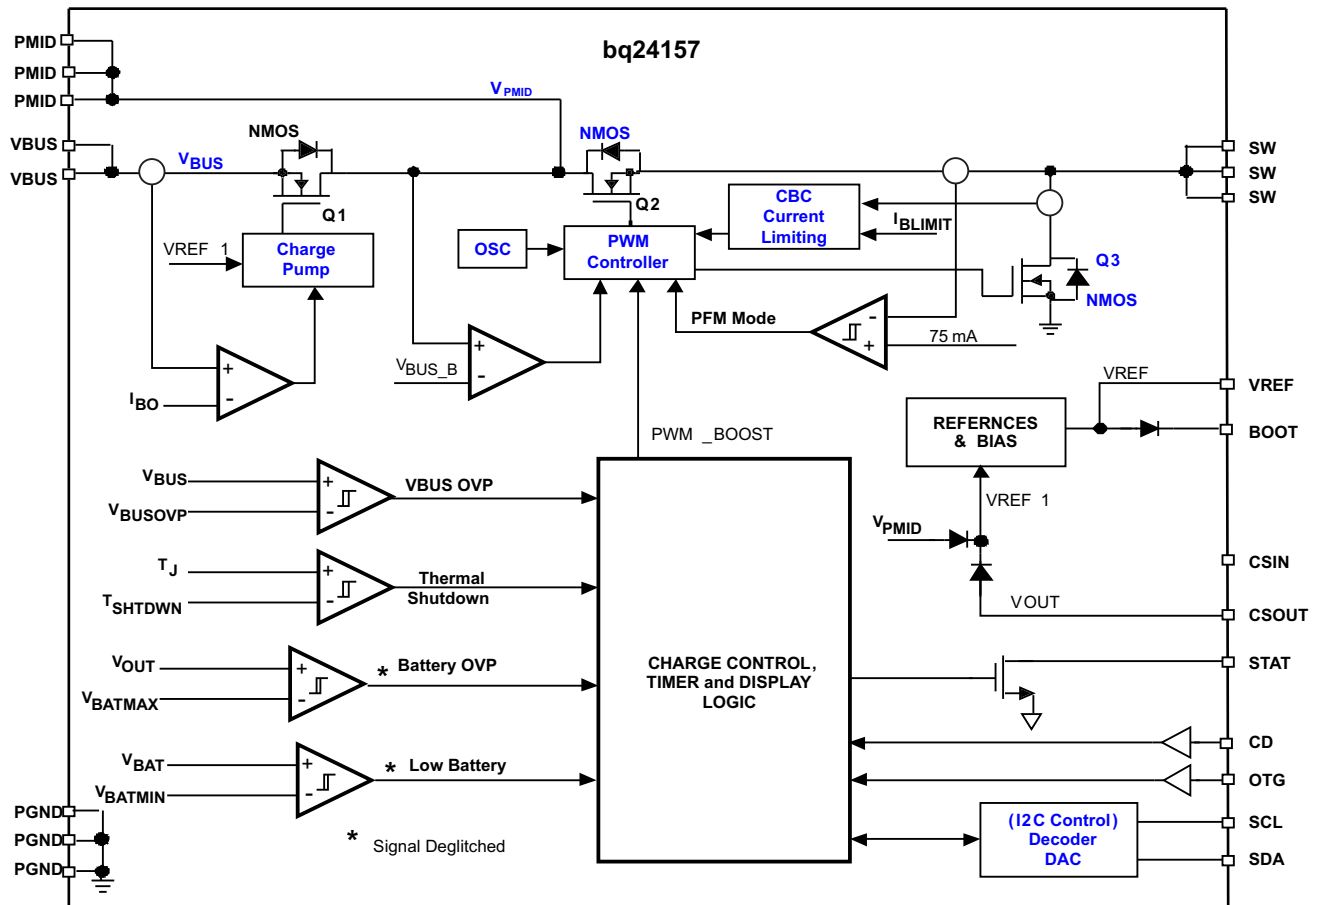 bq24157
PMID
PMID
PMID
VPMID
VBUS
VBUS
VBUS
NMOS
Q1
NMOS
Q2
SW
SW
SW
CBC
Current
Limiting
IBLIMIT
VREF 1
Charge
Pump
OSC
PWM
Controller
Q3
NMOS
PFM Mode
-
+
75 mA
+
-
IBO
+
-
VBUS_B
VREF
VREF
BOOT
REFERNCES
& BIAS
PWM _BOOST
VREF 1
VBUS
VBUSOVP
+
-
VBUS OVP
VPMID
TJ
TSHTDWN
+
-
Thermal
Shutdown
CSIN
VOUT
CSOUT
VOUT
VBATMAX
+
-
* Battery OVP
CHARGE CONTROL,
TIMER and DISPLAY
LOGIC
STAT
VBAT
VBATMIN
+
-
* Low Battery
CD
OTG
* Signal Deglitched
PGND
PGND
PGND
(I2C Control)
Decoder
DAC
SCL
SDA